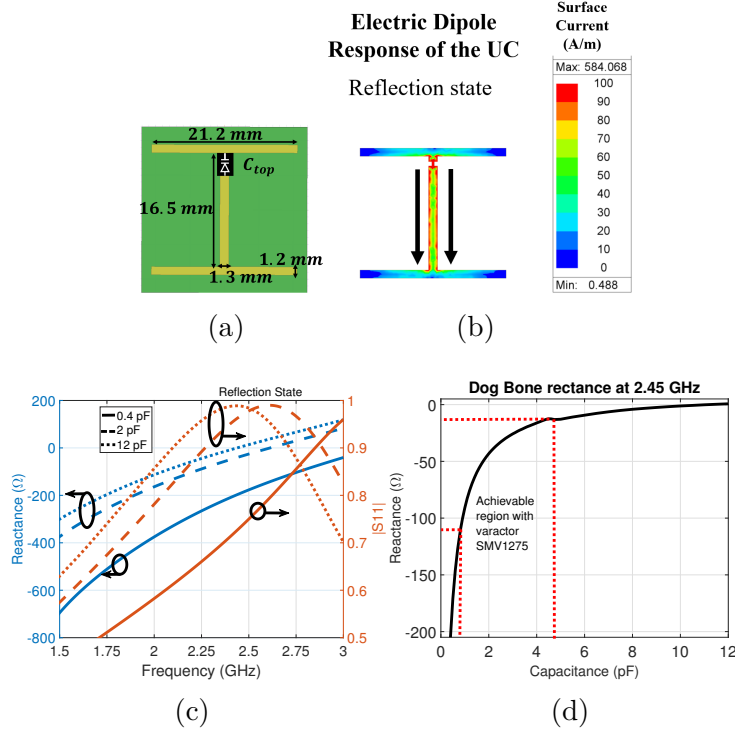 Electric Dipole
Response of the UC
Reflection state
Surface
Current
(A/m)
Max: 584.068
100
90
80
70
60
50
40
30
20
10
0
Min: 0.488
21.2 mm
C_top
16.5 mm
1.2 mm
1.3 mm
(a)
(b)
Reflection State
0.4 pF
2 pF
12 pF
Reactance (Ω)
200
0
-200
-400
-600
-800
1.5
1.75
2
2.25
2.5
2.75
3
Frequency (GHz)
1
0.9
0.8
0.7
0.6
0.5
|S11|
(c)
Dog Bone rectance at 2.45 GHz
Reactance (Ω)
0
-50
-100
-150
-200
Achievable
region with
varactor
SMV1275
0
2
4
6
8
10
12
Capacitance (pF)
(d)